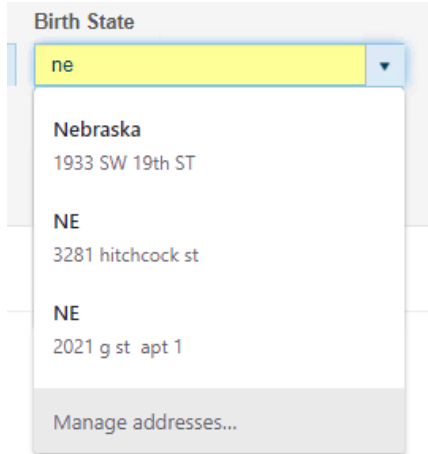 Birth State
ne
Nebraska
1933 SW 19th ST
NE
3281 hitchcock st
NE
2021 g st apt 1
Manage addresses...